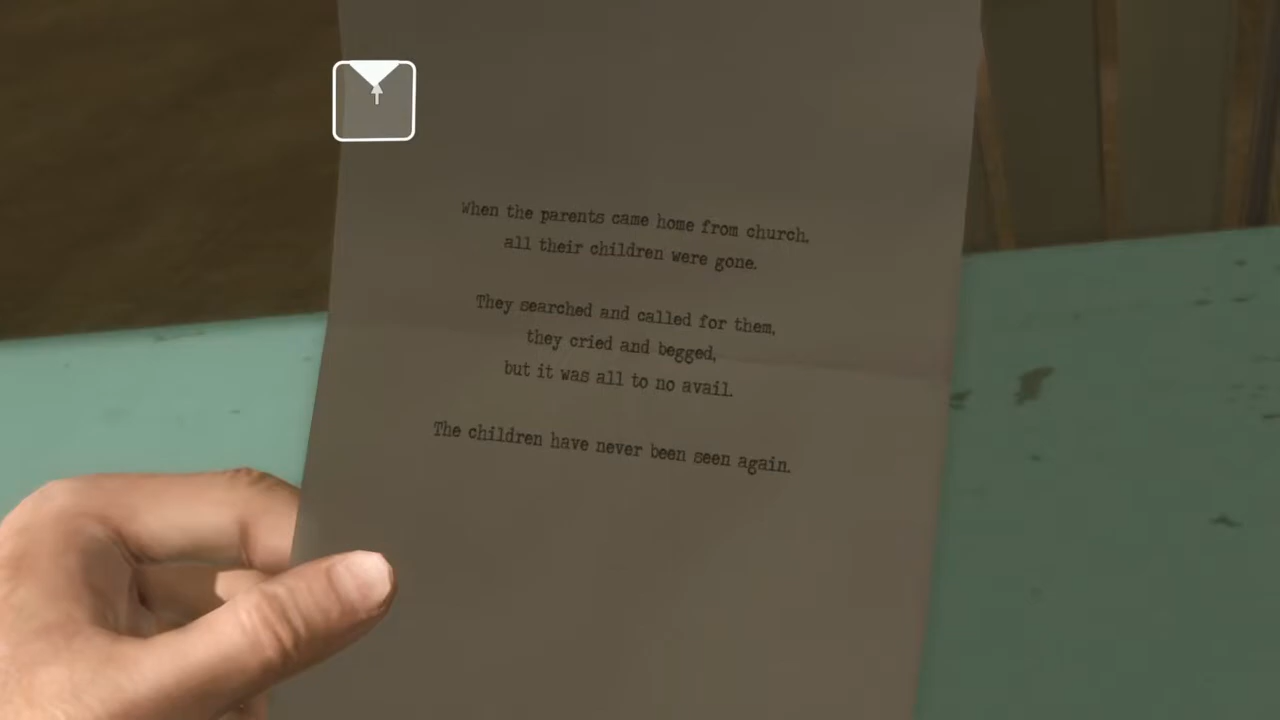 When the parents came home from church,
all their children were gone.
They searched and called for them,
they cried and begged,
but it was all to no avail.
The children have never been seen again.